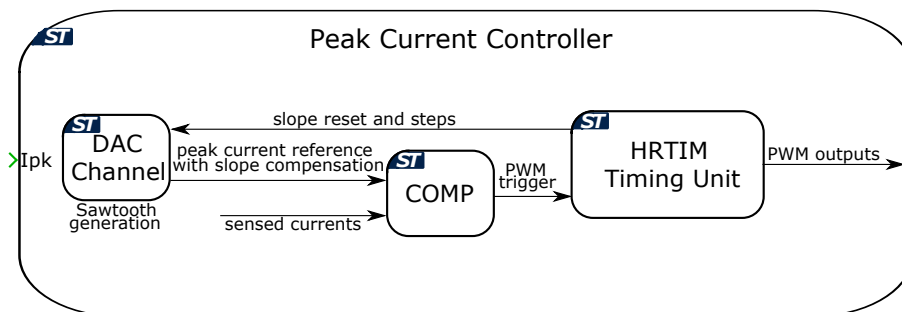 ST
Peak Current Controller
ST
DAC
Channel
Sawtooth
generation
Ipk
slope reset and steps
peak current reference
with slope compensation
sensed currents
ST
COMP
PWM
trigger
ST
HRTIM
Timing Unit
PWM outputs